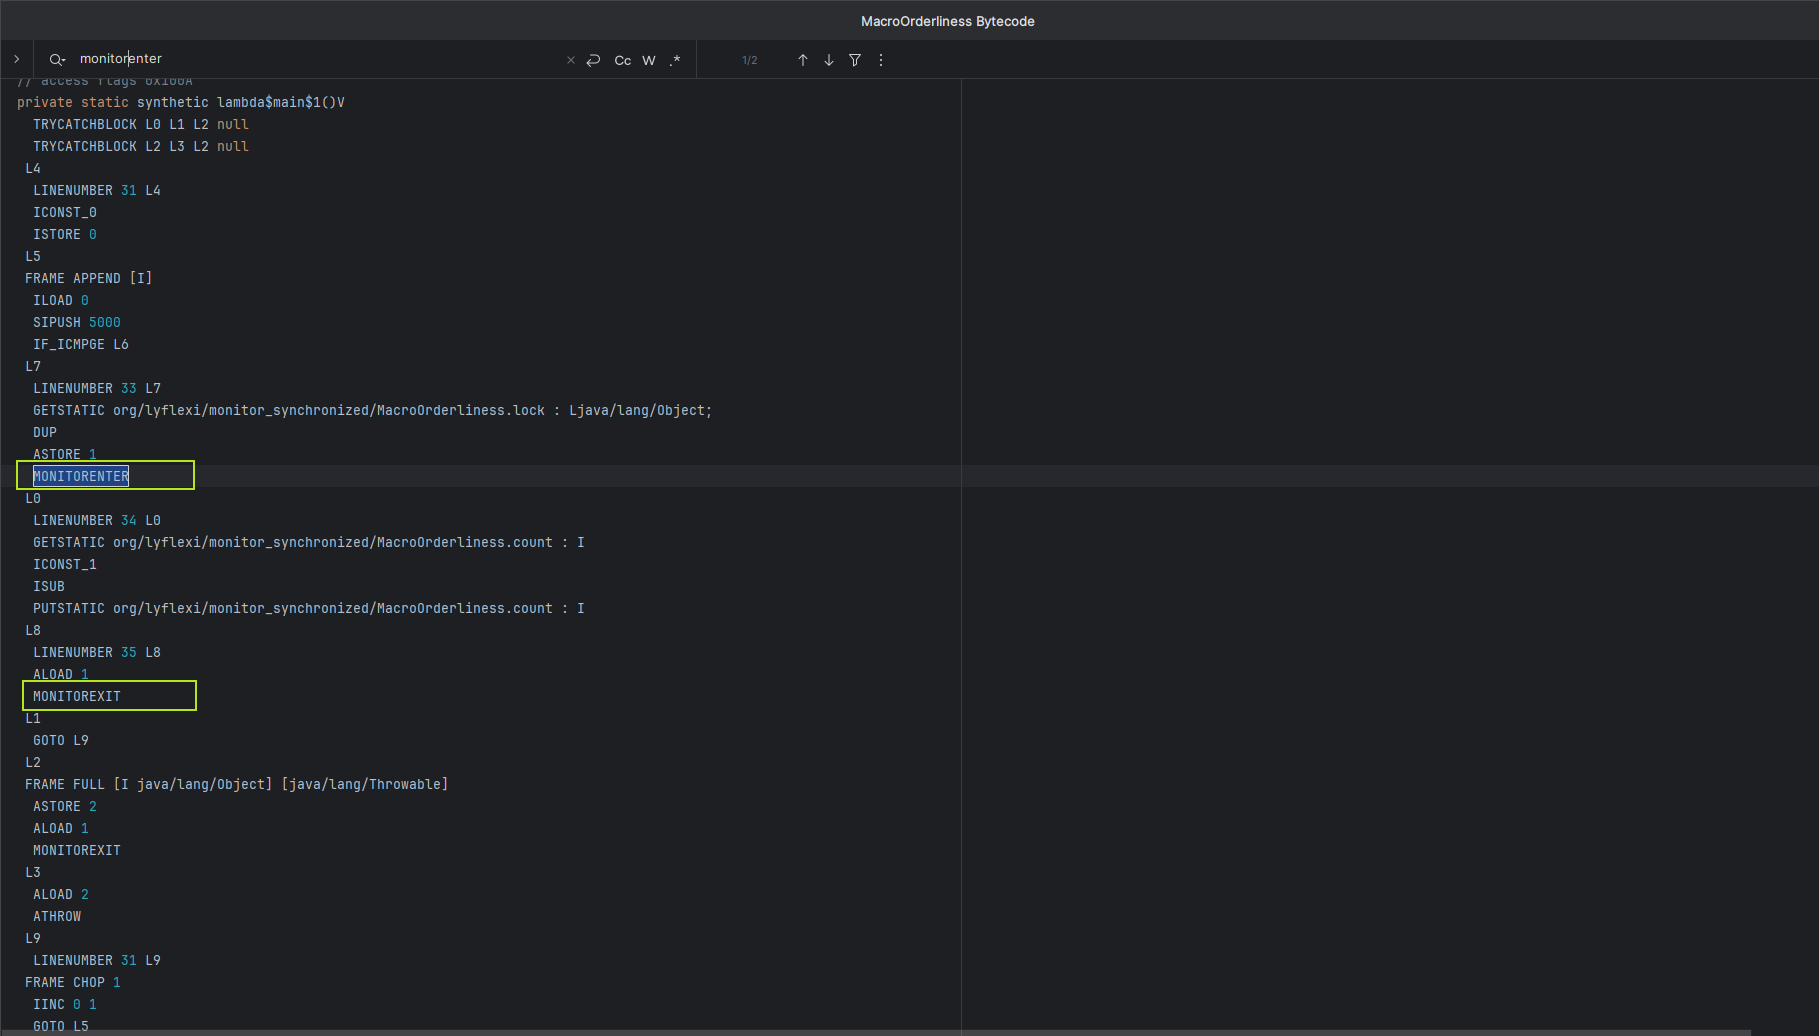 MacroOrderliness Bytecode
monitorenter
Cc W .* 1/2
// access flags 0x100A
private static synthetic lambda$main$1()V
TRYCATCHBLOCK L0 L1 L2 null
TRYCATCHBLOCK L2 L3 L2 null
L4
LINENUMBER 31 L4
ICONST_0
ISTORE 0
L5
FRAME APPEND [I]
ILOAD 0
SIPUSH 5000
IF_ICMPGE L6
L7
LINENUMBER 33 L7
GETSTATIC org/lyflexi/monitor_synchronized/MacroOrderliness.lock : Ljava/lang/Object;
DUP
ASTORE 1
MONITORENTER
L0
LINENUMBER 34 L0
GETSTATIC org/lyflexi/monitor_synchronized/MacroOrderliness.count : I
ICONST_1
ISUB
PUTSTATIC org/lyflexi/monitor_synchronized/MacroOrderliness.count : I
L8
LINENUMBER 35 L8
ALOAD 1
MONITOREXIT
L1
GOTO L9
L2
FRAME FULL [I java/lang/Object] [java/lang/Throwable]
ASTORE 2
ALOAD 1
MONITOREXIT
L3
ALOAD 2
ATHROW
L9
LINENUMBER 31 L9
FRAME CHOP 1
IINC 0 1
GOTO L5